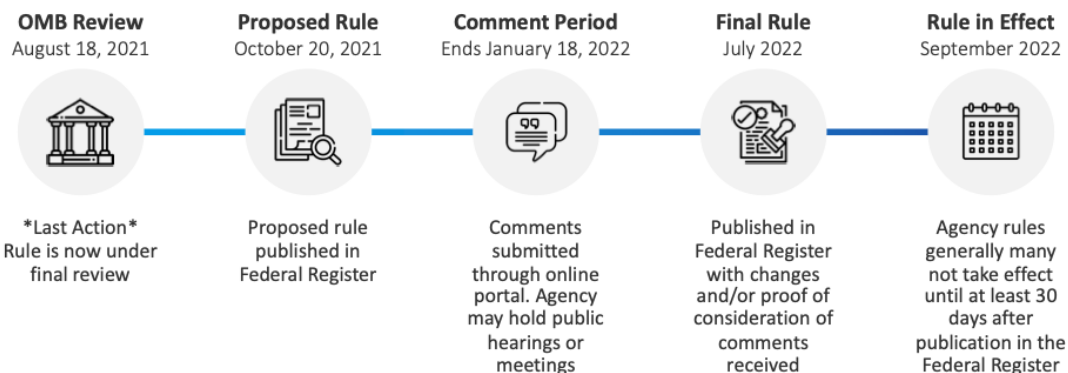 OMB Review
August 18, 2021
*Last Action*
Rule is now under
final review
Proposed Rule
October 20, 2021
Proposed rule
published in
Federal Register
Comment Period
Ends January 18, 2022
Comments
submitted
through online
portal. Agency
may hold public
hearings or
meetings
Final Rule
July 2022
Published in
Federal Register
with changes
and/or proof of
consideration of
comments
received
Rule in Effect
September 2022
Agency rules
generally many
not take effect
until at least 30
days after
publication in the
Federal Register